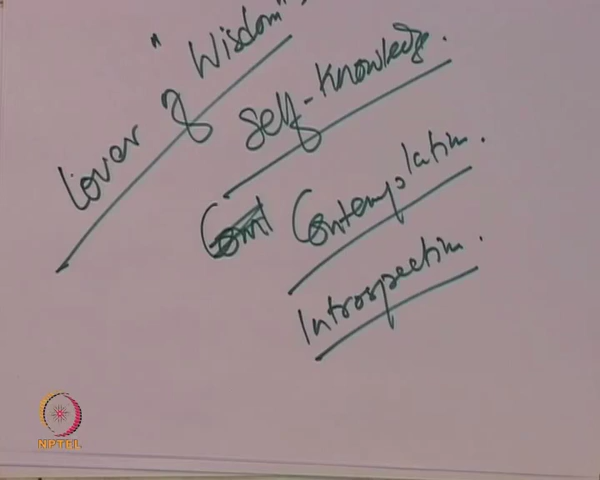 Lover of "Wisdom"
Self-Knowledge.
Contemplation.
Introspection.
NPTEL